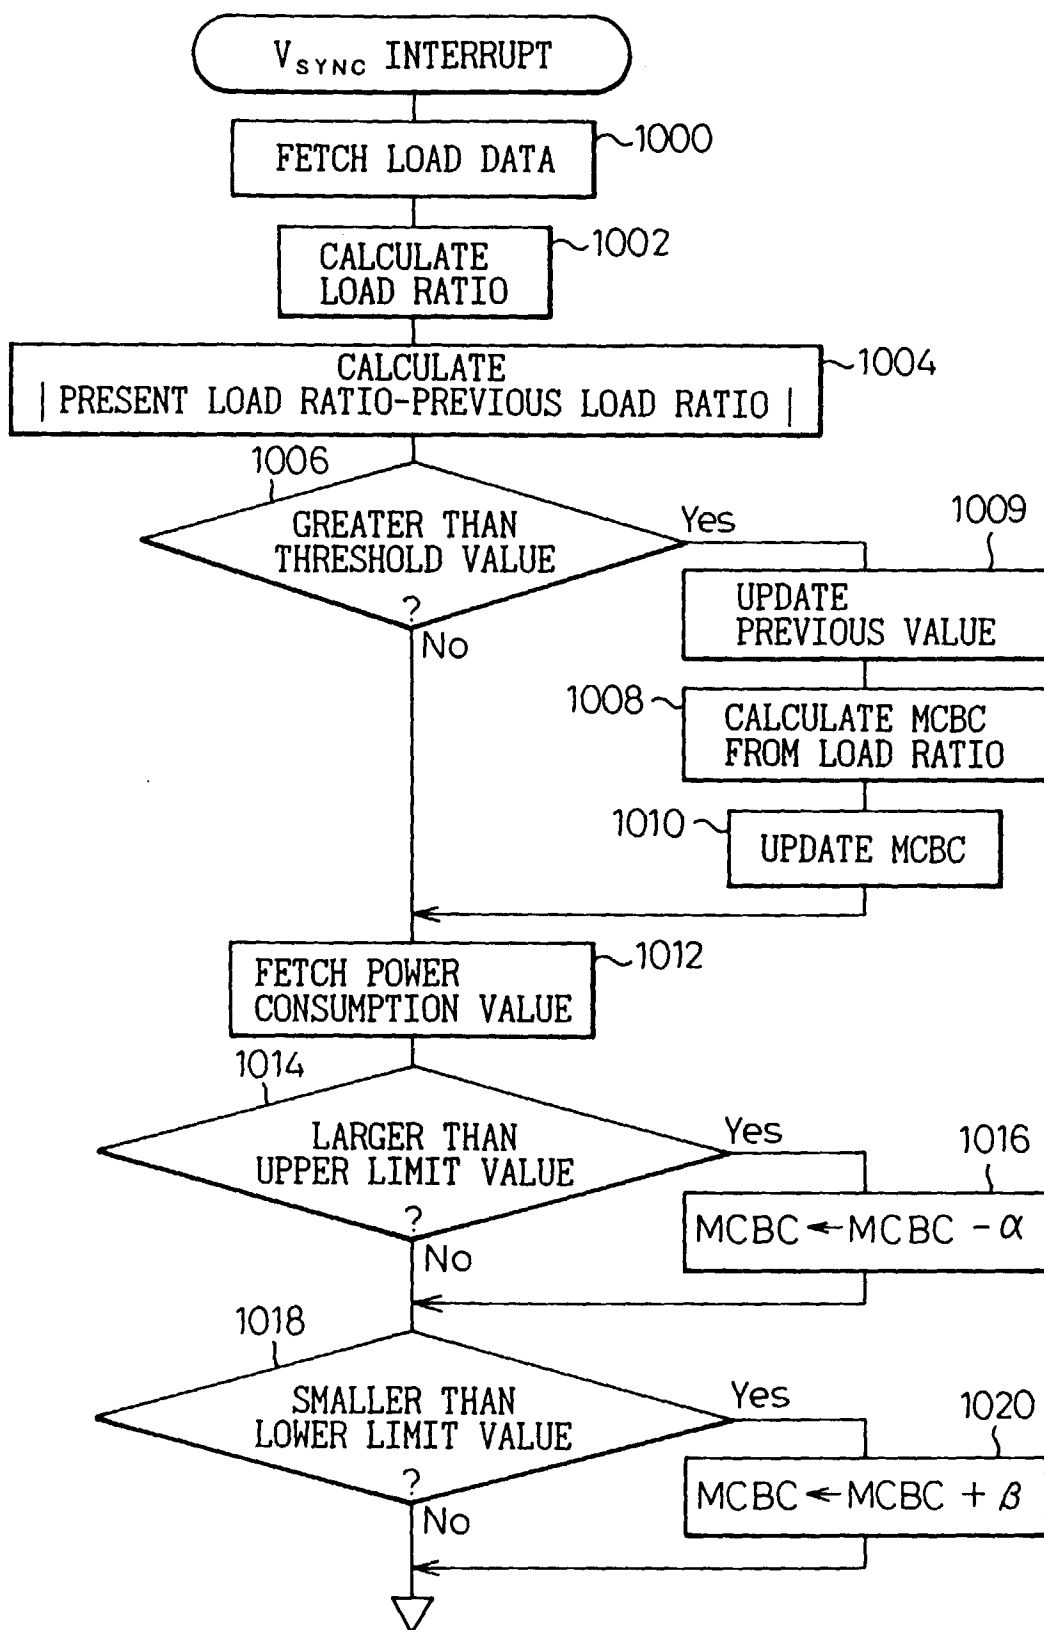 VSYNC INTERRUPT
FETCH LOAD DATA
1000
CALCULATE
LOAD RATIO
1002
CALCULATE
| PRESENT LOAD RATIO-PREVIOUS LOAD RATIO |
1004
1006
GREATER THAN
THRESHOLD VALUE
?
Yes
No
1009
UPDATE
PREVIOUS VALUE
1008
CALCULATE MCBC
FROM LOAD RATIO
1010
UPDATE MCBC
FETCH POWER
CONSUMPTION VALUE
1012
1014
LARGER THAN
UPPER LIMIT VALUE
?
Yes
No
1016
MCBC←MCBC - α
1018
SMALLER THAN
LOWER LIMIT VALUE
?
Yes
No
1020
MCBC←MCBC + β